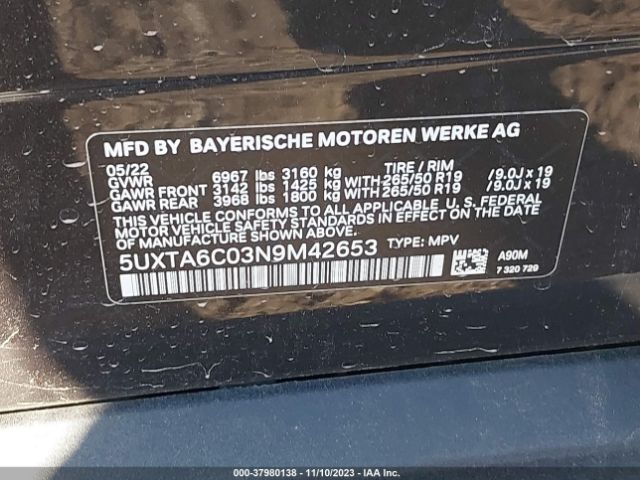 MFD BY BAYERISCHE MOTOREN WERKE AG
05/22 TIRE / RIM
GVWR 6967 lbs 3160 kg
GAWR FRONT 3142 lbs 1425 kg WITH 265/50 R19 /9.0J x 19
GAWR REAR 3968 lbs 1800 kg WITH 265/50 R19 /9.0J x 19
THIS VEHICLE CONFORMS TO ALL APPLICABLE U. S. FEDERAL
MOTOR VEHICLE SAFETY STANDARDS IN EFFECT ON THE DATE
OF MANUFACTURE SHOWN ABOVE.
5UXTA6C03N9M42653 TYPE: MPV
A90M
7 320 729
000-37980138 - 11/10/2023 - IAA Inc.